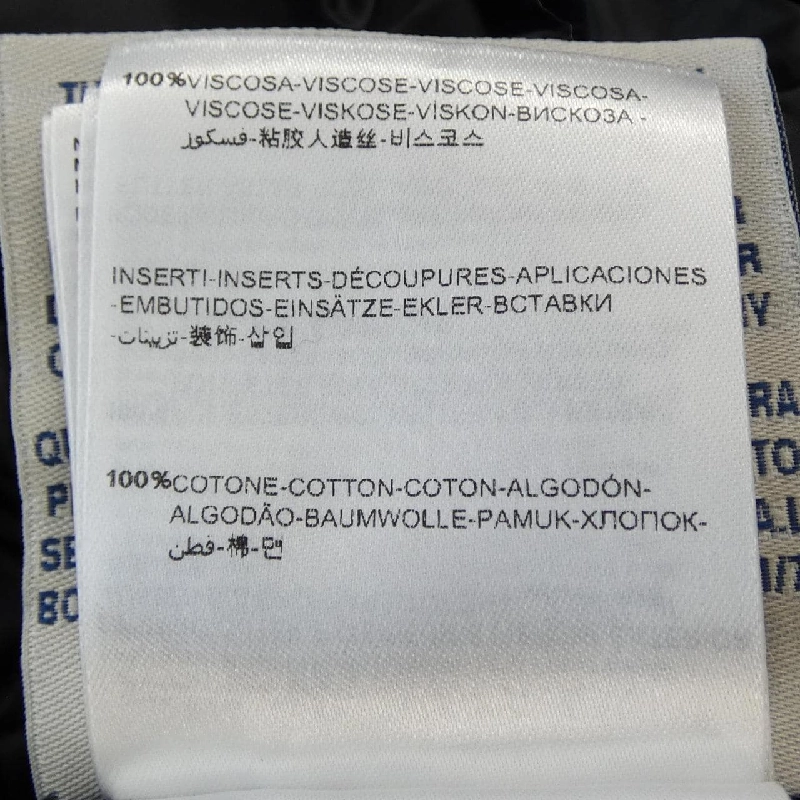 100%VISCOSA-VISCOSE-VISCOSE-VISCOSA-
VISCOSE-VISKOSE-VİSKON-ВИСКОЗА -
فسكوز-粘胶人造丝-비스코스
INSERTI-INSERTS-DÉCOUPURES-APLICACIONES
-EMBUTIDOS-EINSÄTZE-EKLER-ВСТАВКИ
-تزيينات-装饰-삽입
100%COTONE-COTTON-COTON-ALGODÓN-
ALGODÃO-BAUMWOLLE-PAMUK-ХЛОПОК-
قطن-棉-면